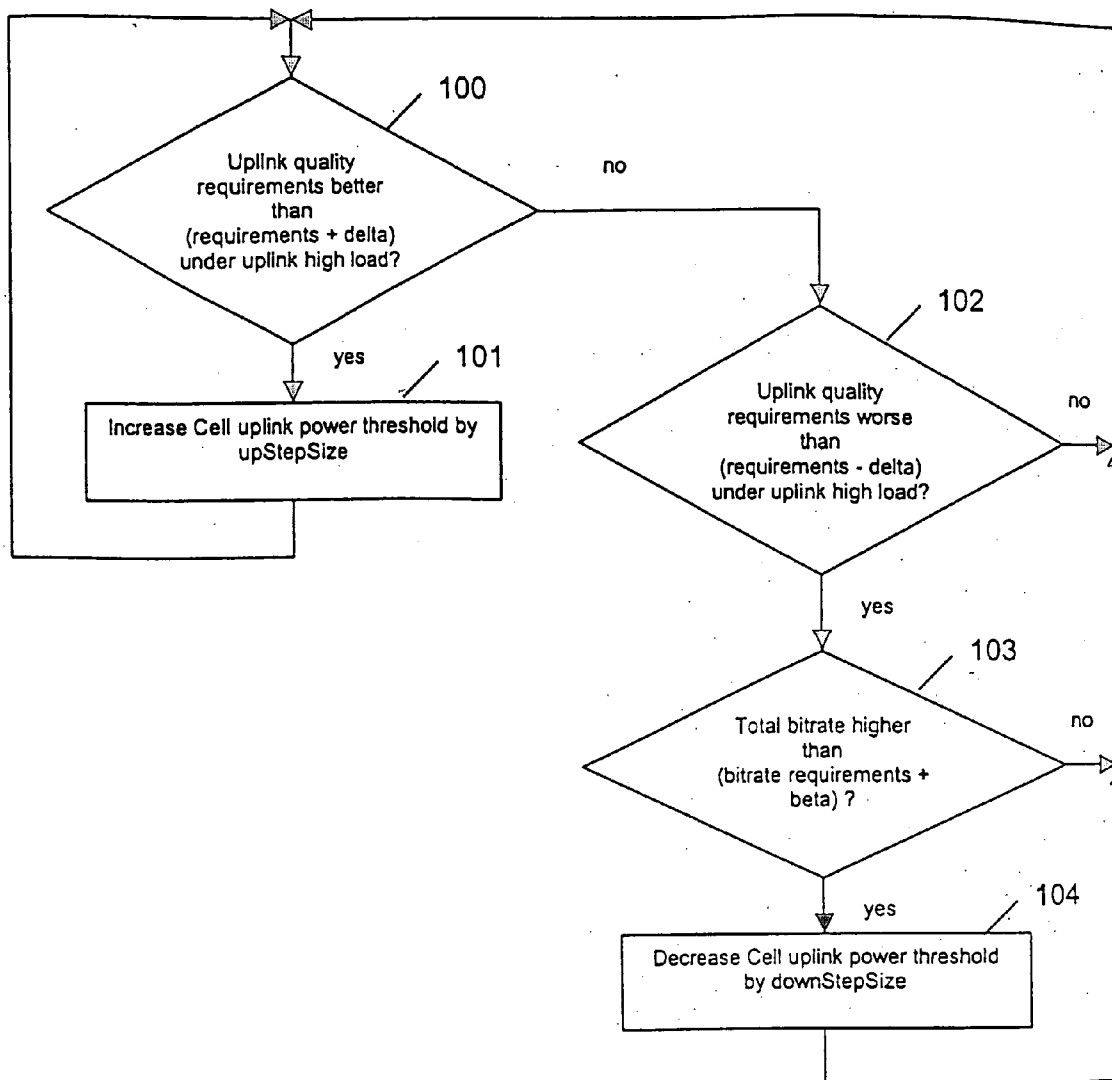 100
Uplink quality
requirements better
than
(requirements + delta)
under uplink high load?
no
yes
101
Increase Cell uplink power threshold by
upStepSize
102
Uplink quality
requirements worse
than
(requirements - delta)
under uplink high load?
no
yes
103
Total bitrate higher
than
(bitrate requirements +
beta) ?
no
yes
104
Decrease Cell uplink power threshold
by downStepSize